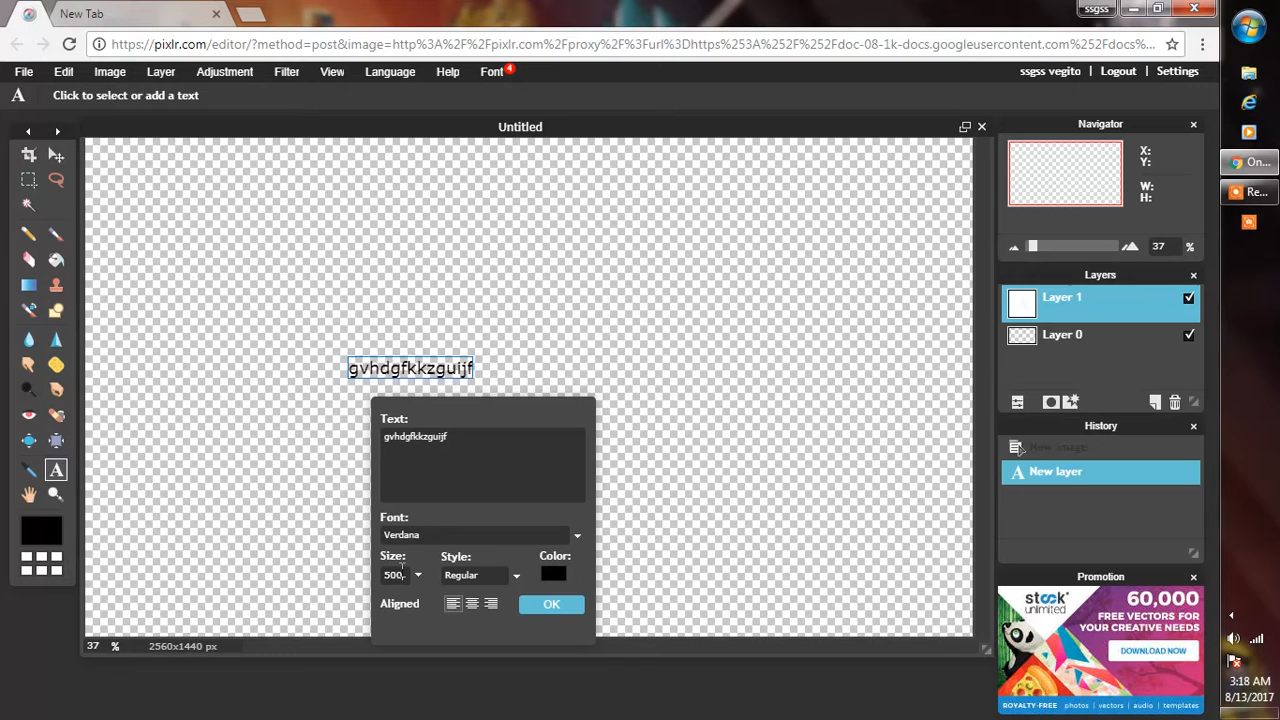 New Tab
ssgss
https://pixlr.com/editor/?method=post&image=http%3A%2F%2Fpixlr.com%2Fproxy%2F%3Furl%3Dhttps%253A%252F%252Fdoc-08-1k-docs.googleusercontent.com%252Fdocs%...
File Edit Image Layer Adjustment Filter View Language Help Font 4
ssgss vegito Logout Settings
A Click to select or add a text
Untitled
gvhdgfkkzguijf
Text:
gvhdgfkkzguijf
Font:
Verdana
Size: Style: Color:
500 Regular
Aligned OK
37 % 2560x1440 px
Navigator
X:
Y:
W:
H:
37 %
Layers
Layer 1
Layer 0
History
New image
A New layer
Promotion
stock unlimited
60,000
FREE VECTORS FOR
YOUR CREATIVE NEEDS
DOWNLOAD NOW
ROYALTY-FREE photos | vectors | audio | templates
On...
Re...
3:18 AM
8/13/2017